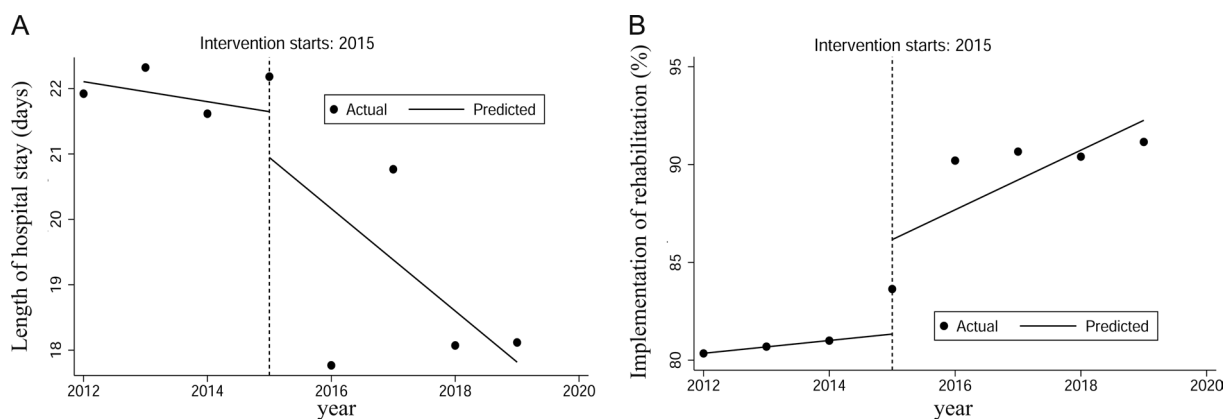 A
Intervention starts: 2015
Length of hospital stay (days)
22
21
20
19
18
Actual Predicted
2012 2014 2016 2018 2020
year
B
Intervention starts: 2015
Implementation of rehabilitation (%)
95
90
85
80
Actual Predicted
2012 2014 2016 2018 2020
year